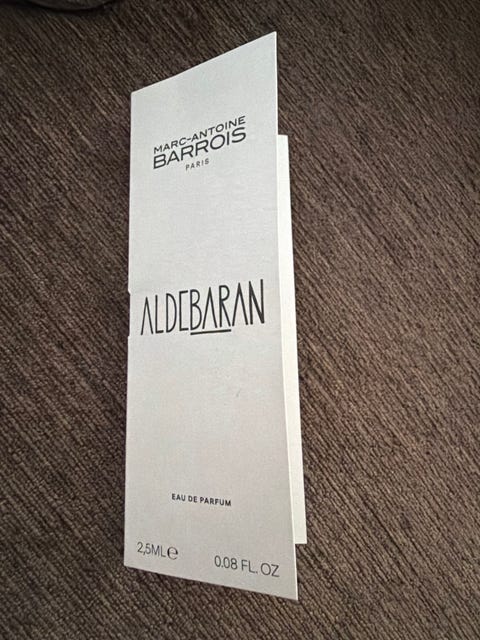 MARC-ANTOINE
BARROIS
PARIS
ALDEBARAN
EAU DE PARFUM
2,5ML℮ 0.08 FL. OZ